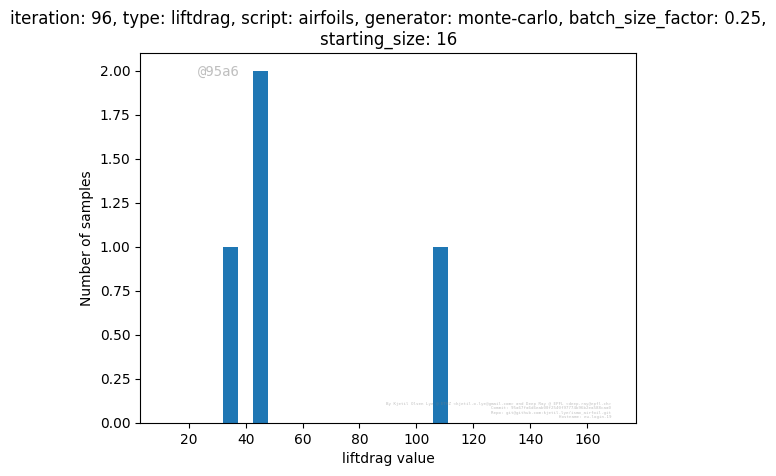 iteration: 96, type: liftdrag, script: airfoils, generator: monte-carlo, batch_size_factor: 0.25,
starting_size: 16
@95a6
2.00
1.75
1.50
1.25
1.00
0.75
0.50
0.25
0.00
Number of samples
20 40 60 80 100 120 140 160
liftdrag value